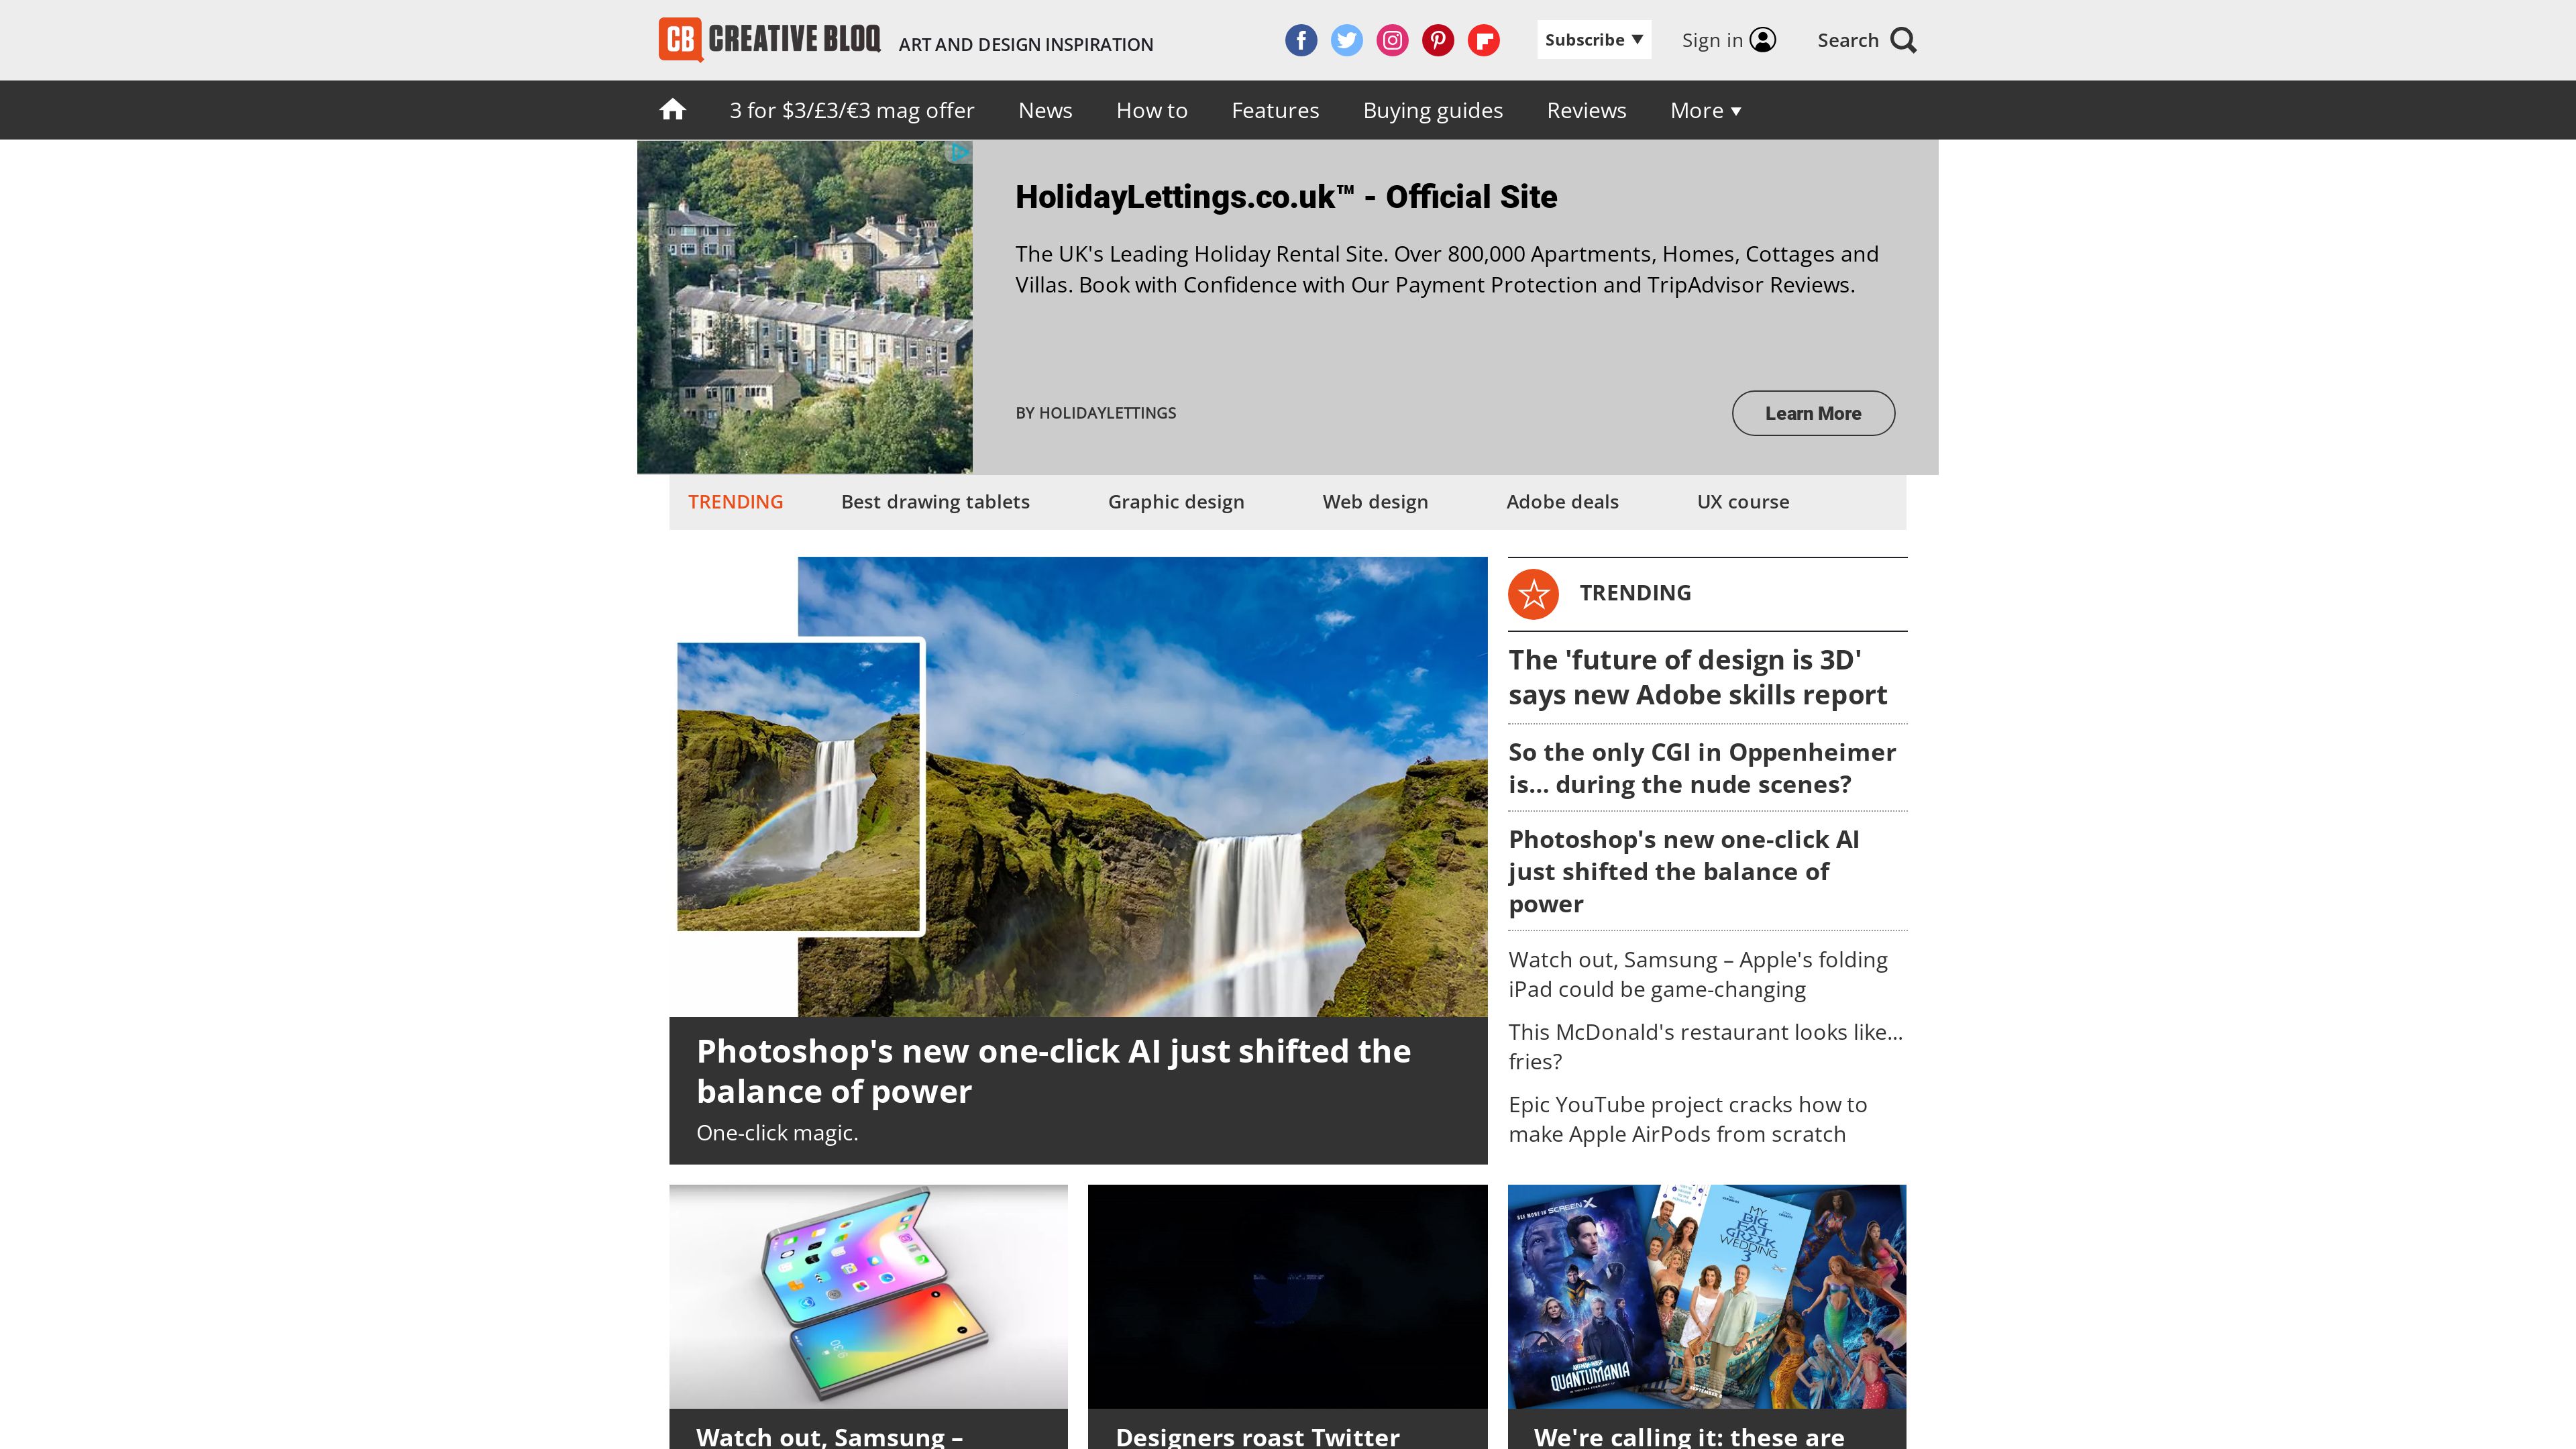 CB CREATIVE BLOQ ART AND DESIGN INSPIRATION
Subscribe
Sign in
Search
3 for $3/£3/€3 mag offer
News
How to
Features
Buying guides
Reviews
More
HolidayLettings.co.uk™ - Official Site
The UK's Leading Holiday Rental Site. Over 800,000 Apartments, Homes, Cottages and
Villas. Book with Confidence with Our Payment Protection and TripAdvisor Reviews.
BY HOLIDAYLETTINGS
Learn More
TRENDING
Best drawing tablets
Graphic design
Web design
Adobe deals
UX course
Photoshop's new one-click AI just shifted the
balance of power
One-click magic.
TRENDING
The 'future of design is 3D'
says new Adobe skills report
So the only CGI in Oppenheimer
is... during the nude scenes?
Photoshop's new one-click AI
just shifted the balance of
power
Watch out, Samsung – Apple's folding
iPad could be game-changing
This McDonald's restaurant looks like...
fries?
Epic YouTube project cracks how to
make Apple AirPods from scratch
SEE MORE IN SCREENX
QUANTUMANIA
MY
BIG
FAT
GREEK
WEDDING
3
Watch out, Samsung –
Designers roast Twitter
We're calling it: these are